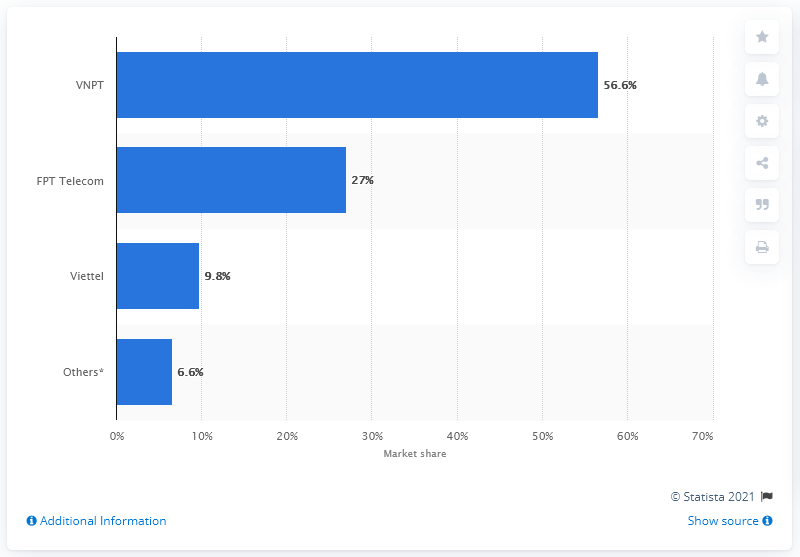 VNPT 56.6%
FPT Telecom 27%
Viettel 9.8%
Others* 6.6%
0% 10% 20% 30% 40% 50% 60% 70%
Market share
© Statista 2021
Additional Information Show source